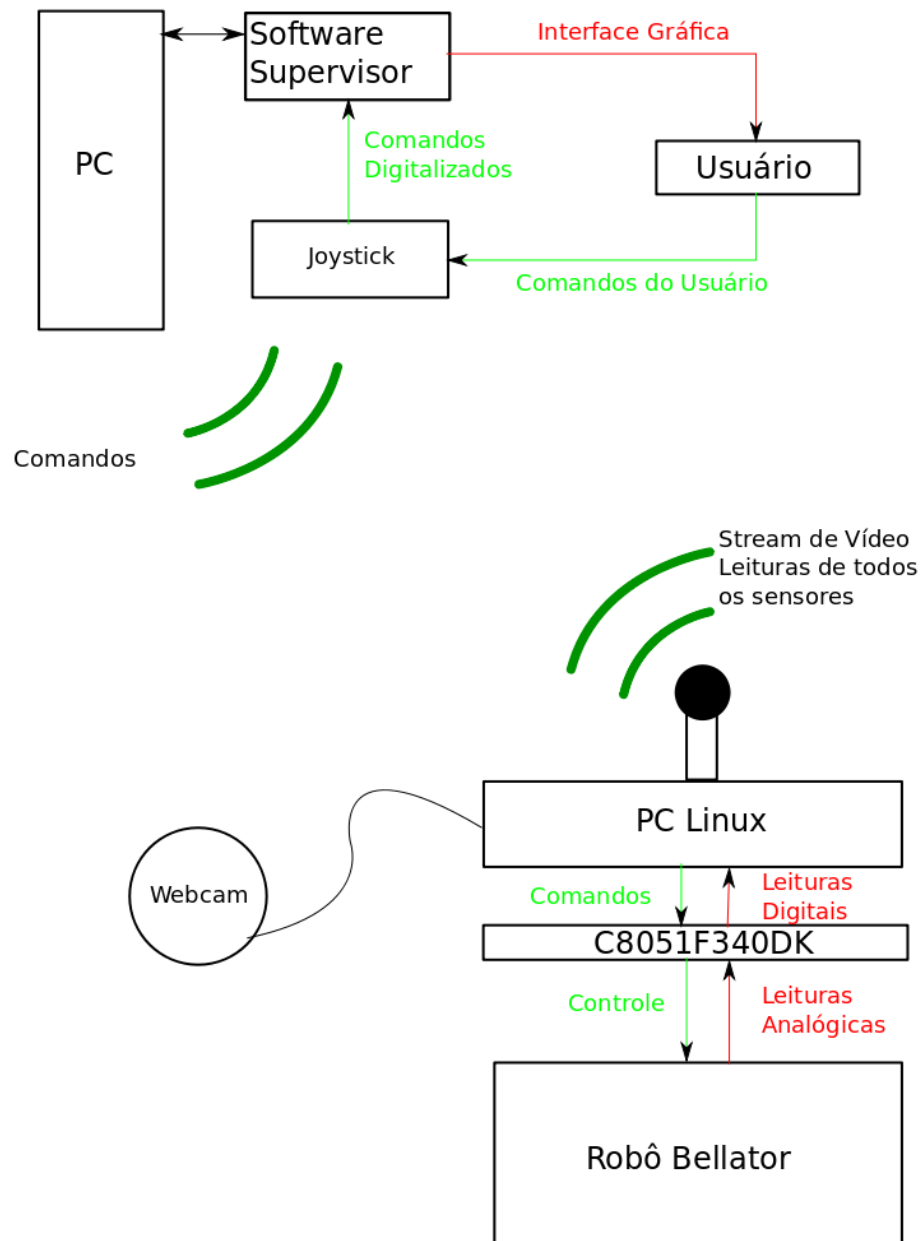 Software
Supervisor
Interface Gráfica
PC
Comandos
Digitalizados
Usuário
Joystick
Comandos do Usuário
Comandos
Stream de Vídeo
Leituras de todos
os sensores
PC Linux
Webcam
Comandos
Leituras
Digitais
C8051F340DK
Controle
Leituras
Analógicas
Robô Bellator